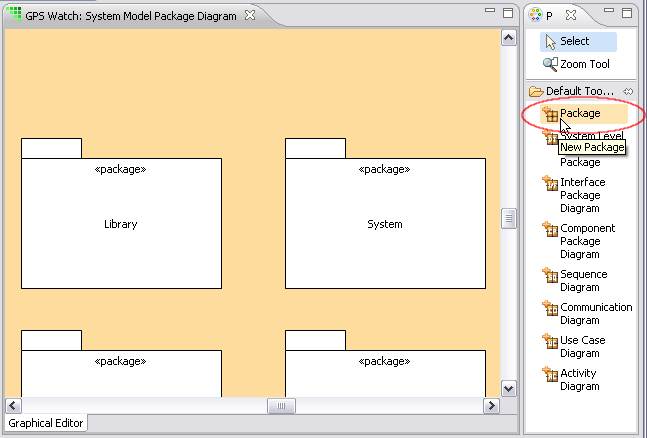 GPS Watch: System Model Package Diagram
P
Select
Zoom Tool
Default Too...
Package
System Level
New Package
Package
Interface
Package
Diagram
Component
Package
Diagram
Sequence
Diagram
Communication
Diagram
Use Case
Diagram
Activity
Diagram
«package»
Library
«package»
System
«package»
«package»
Graphical Editor